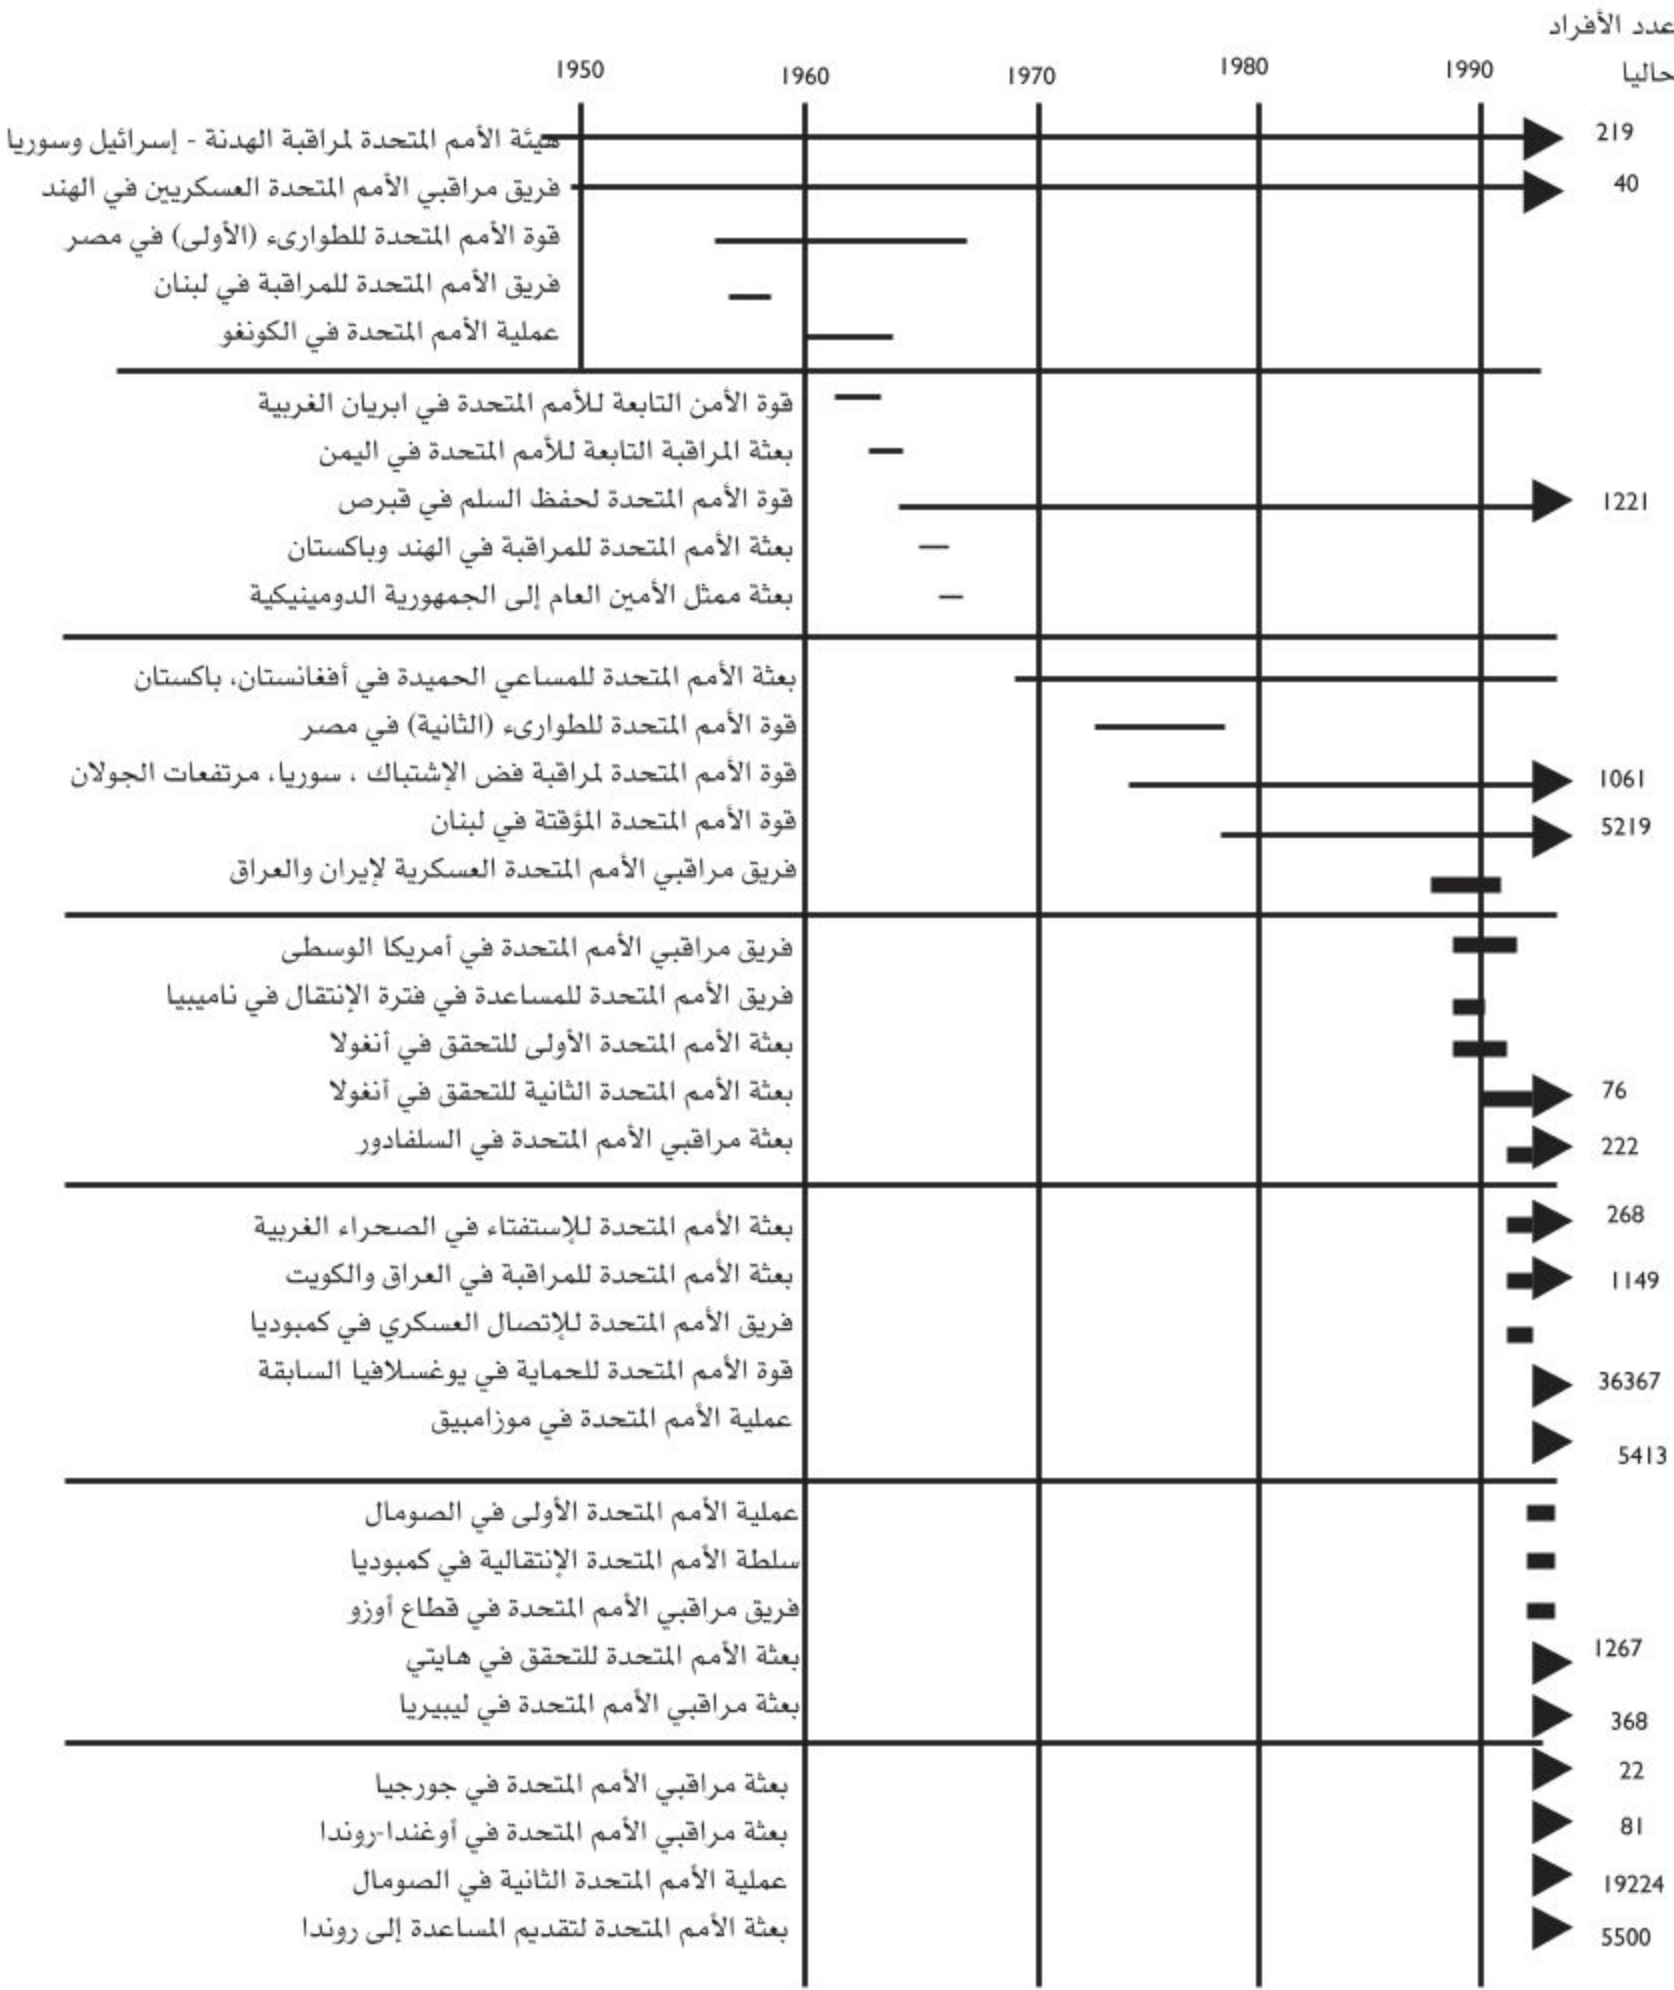 عدد الأفراد
حاليا
1950 1960 1970 1980 1990
هيئة الأمم المتحدة لمراقبة الهدنة - إسرائيل وسوريا 219
فريق مراقبي الأمم المتحدة العسكريين في الهند 40
قوة الأمم المتحدة للطوارىء (الأولى) في مصر
فريق الأمم المتحدة للمراقبة في لبنان
عملية الأمم المتحدة في الكونغو
قوة الأمن التابعة للأمم المتحدة في ابريان الغربية
بعثة المراقبة التابعة للأمم المتحدة في اليمن
قوة الأمم المتحدة لحفظ السلم في قبرص 1221
بعثة الأمم المتحدة للمراقبة في الهند وباكستان
بعثة ممثل الأمين العام إلى الجمهورية الدومينيكية
بعثة الأمم المتحدة للمساعي الحميدة في أفغانستان، باكستان
قوة الأمم المتحدة للطوارىء (الثانية) في مصر
قوة الأمم المتحدة لمراقبة فض الإشتباك ، سوريا، مرتفعات الجولان 1061
قوة الأمم المتحدة المؤقتة في لبنان 5219
فريق مراقبي الأمم المتحدة العسكرية لإيران والعراق
فريق مراقبي الأمم المتحدة في أمريكا الوسطى
فريق الأمم المتحدة للمساعدة في فترة الإنتقال في ناميبيا
بعثة الأمم المتحدة الأولى للتحقق في أنغولا
بعثة الأمم المتحدة الثانية للتحقق في أنغولا 76
بعثة مراقبي الأمم المتحدة في السلفادور 222
بعثة الأمم المتحدة للإستفتاء في الصحراء الغربية 268
بعثة الأمم المتحدة للمراقبة في العراق والكويت 1149
فريق الأمم المتحدة للإتصال العسكري في كمبوديا
قوة الأمم المتحدة للحماية في يوغسلافيا السابقة 36367
عملية الأمم المتحدة في موزامبيق 5413
عملية الأمم المتحدة الأولى في الصومال
سلطة الأمم المتحدة الإنتقالية في كمبوديا
فريق مراقبي الأمم المتحدة في قطاع أوزو
بعثة الأمم المتحدة للتحقق في هايتي 1267
بعثة مراقبي الأمم المتحدة في ليبيريا 368
بعثة مراقبي الأمم المتحدة في جورجيا 22
بعثة مراقبي الأمم المتحدة في أوغندا-روندا 81
عملية الأمم المتحدة الثانية في الصومال 19224
بعثة الأمم المتحدة لتقديم المساعدة إلى روندا 5500